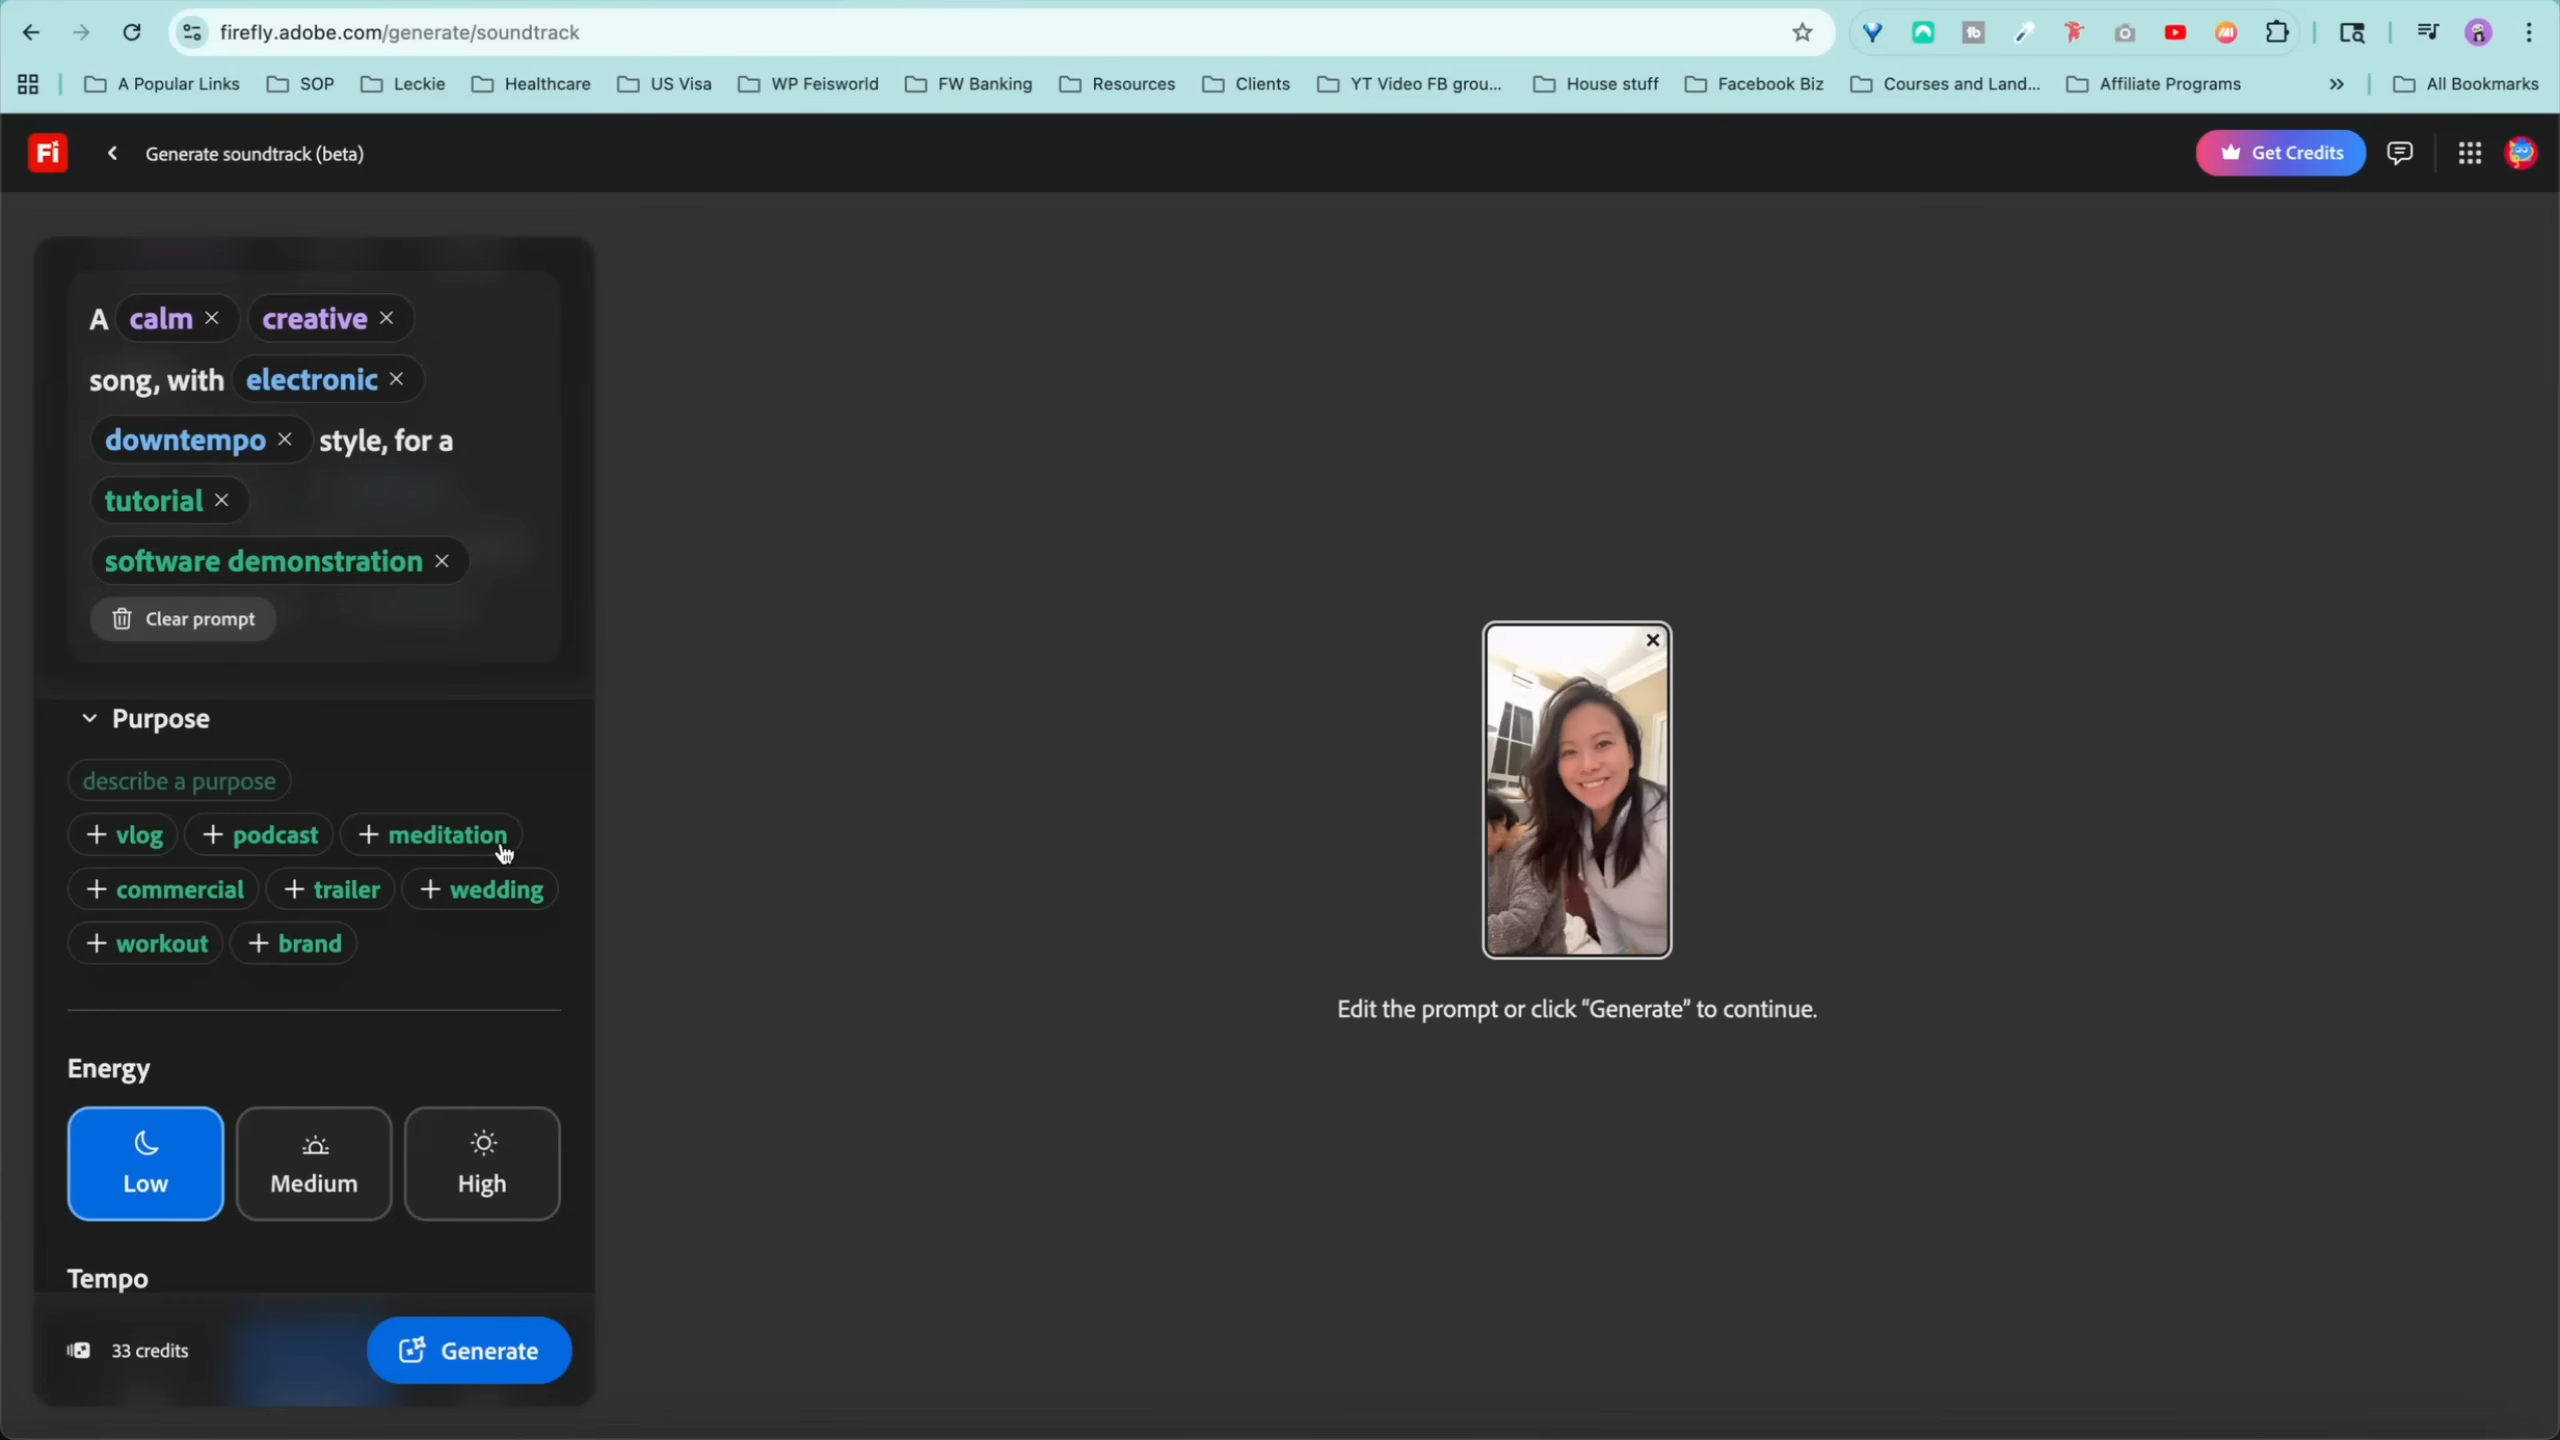 firefly.adobe.com/generate/soundtrack
A Popular Links SOP Leckie Healthcare US Visa WP Feisworld FW Banking Resources Clients YT Video FB grou... House stuff Facebook Biz Courses and Land... Affiliate Programs » All Bookmarks
Fi Generate soundtrack (beta) Get Credits
A calm × creative ×
song, with electronic ×
downtempo × style, for a
tutorial ×
software demonstration ×
Clear prompt
Purpose
describe a purpose
+ vlog + podcast + meditation
+ commercial + trailer + wedding
+ workout + brand
Edit the prompt or click “Generate” to continue.
Energy
Low Medium High
Tempo
33 credits Generate